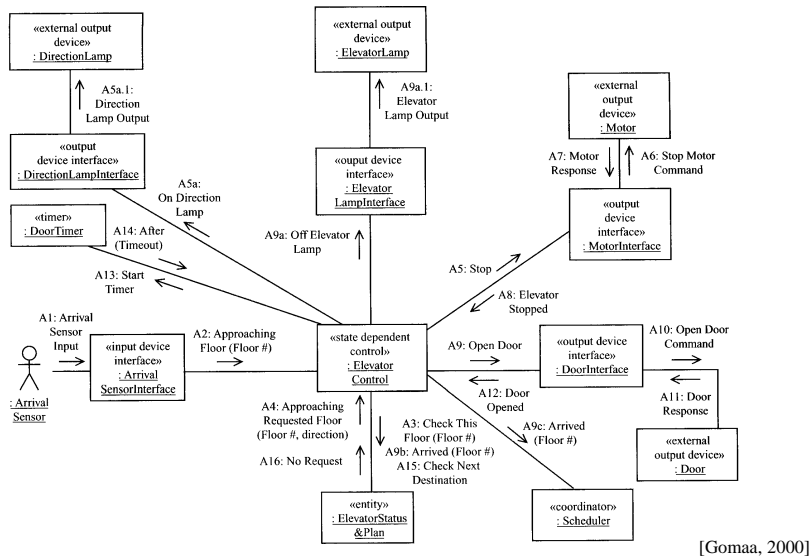 «external output
device»
: DirectionLamp
«external output
device»
: ElevatorLamp
A5a.1:
Direction
Lamp Output
A9a.1:
Elevator
Lamp Output
«external
output
device»
: Motor
«output
device interface»
: DirectionLampInterface
«ouput device
interface»
: Elevator
LampInterface
A7: Motor
Response
A6: Stop Motor
Command
A5a:
On Direction
Lamp
«timer»
: DoorTimer
A14: After
(Timeout)
A13: Start
Timer
A9a: Off Elevator
Lamp
«output
device
interface»
: MotorInterface
A5: Stop
A8: Elevator
Stopped
A1: Arrival
Sensor
Input
: Arrival
Sensor
«input device
interface»
: Arrival
SensorInterface
A2: Approaching
Floor (Floor #)
«state dependent
control»
: Elevator
Control
A9: Open Door
A12: Door
Opened
«output device
interface»
: DoorInterface
A10: Open Door
Command
A11: Door
Response
A4: Approaching
Requested Floor
(Floor #, direction)
A16: No Request
A3: Check This
Floor (Floor #)
A9b: Arrived (Floor #)
A15: Check Next
Destination
A9c: Arrived
(Floor #)
«external
output device»
: Door
«entity»
: ElevatorStatus
&Plan
«coordinator»
: Scheduler
[Gomaa, 2000]